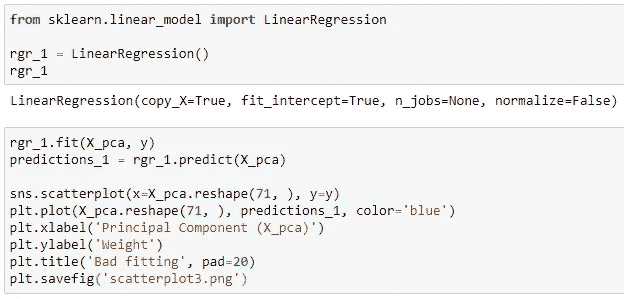 from sklearn.linear_model import LinearRegression
rgr_1 = LinearRegression()
rgr_1
LinearRegression(copy_X=True, fit_intercept=True, n_jobs=None, normalize=False)
rgr_1.fit(X_pca, y)
predictions_1 = rgr_1.predict(X_pca)
sns.scatterplot(x=X_pca.reshape(71, ), y=y)
plt.plot(X_pca.reshape(71, ), predictions_1, color='blue')
plt.xlabel('Principal Component (X_pca)')
plt.ylabel('Weight')
plt.title('Bad fitting', pad=20)
plt.savefig('scatterplot3.png')